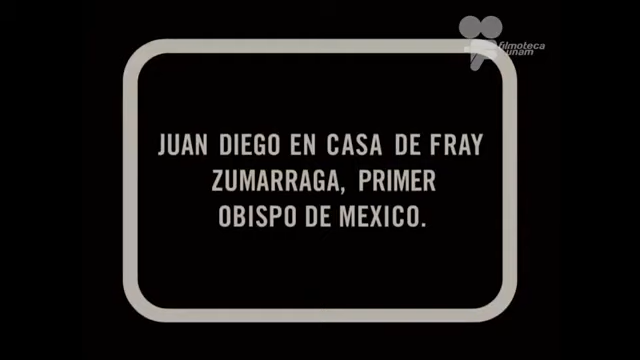 filmoteca
unam
JUAN DIEGO EN CASA DE FRAY
ZUMARRAGA, PRIMER
OBISPO DE MEXICO.